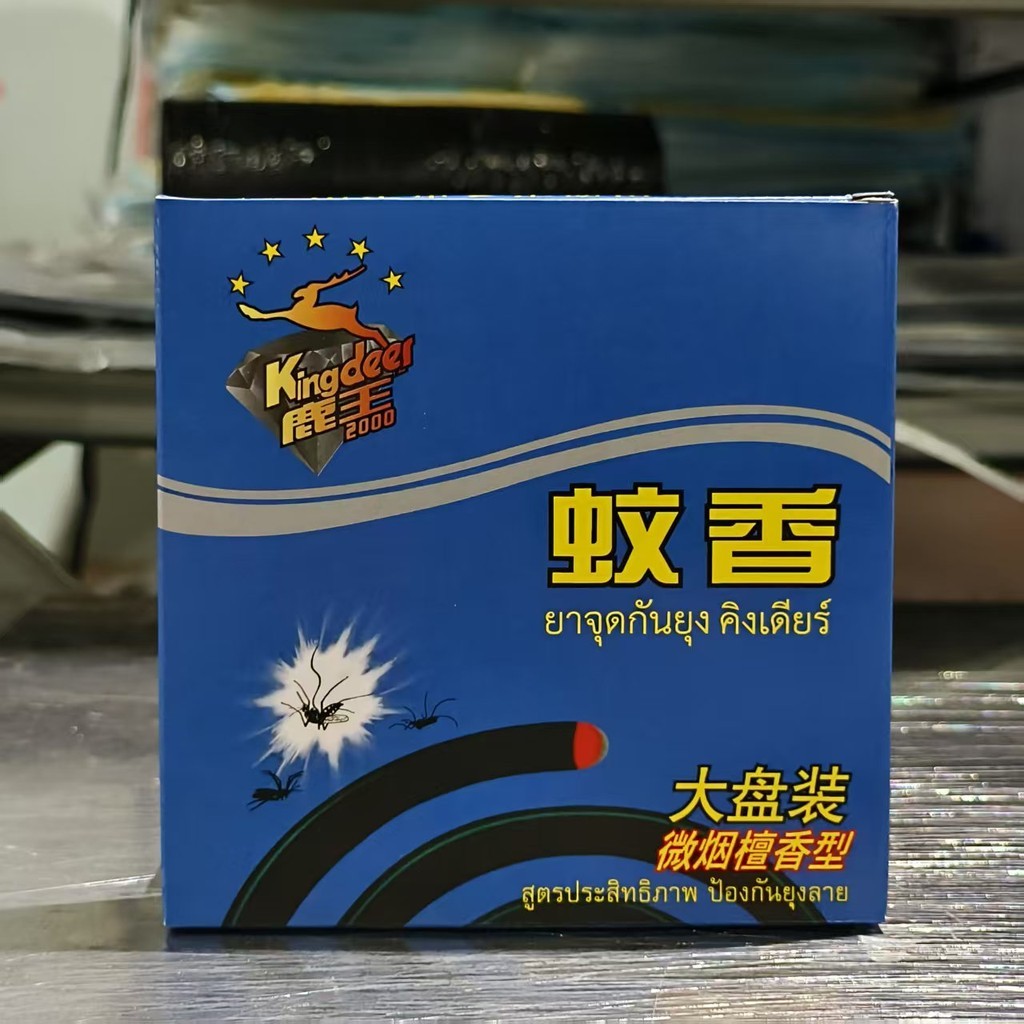 Kingdeer
鹿王
2000
蚊香
ยาจุดกันยุง คิงเดียร์
大盘装
微烟檀香型
สูตรประสิทธิภาพ ป้องกันยุงลาย